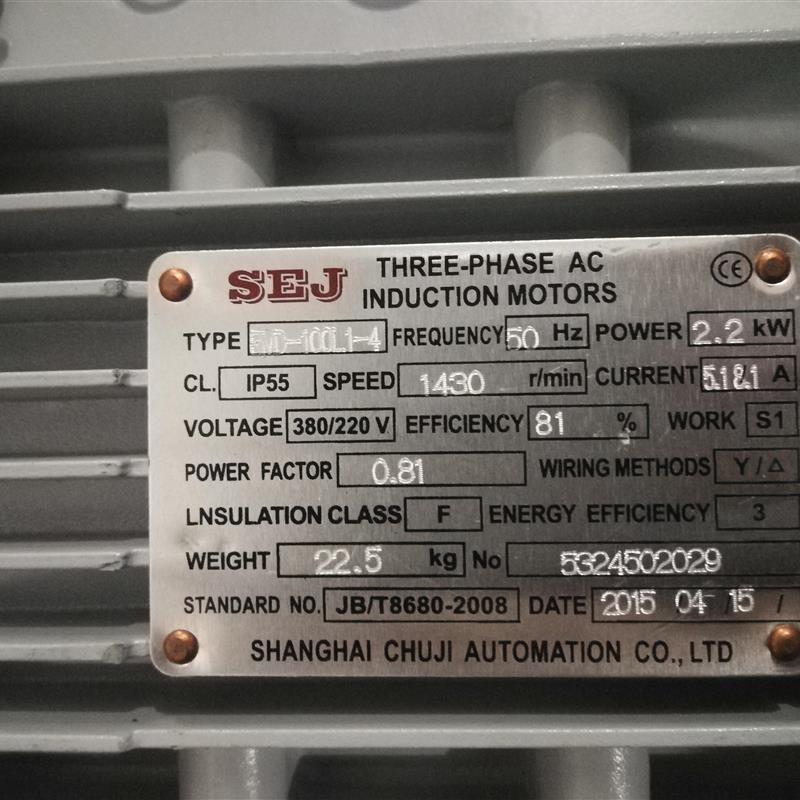 SEJ THREE-PHASE AC
INDUCTION MOTORS CE
TYPE -100L1-4 FREQUENCY 50 Hz POWER 2.2 kW
CL. IP55 SPEED 1430 r/min CURRENT A
VOLTAGE 380/220 V EFFICIENCY 81 % WORK S1
POWER FACTOR 0.81 WIRING METHODS Y/△
LNSULATION CLASS F ENERGY EFFICIENCY 3
WEIGHT 22.5 kg No 5324502029
STANDARD NO. JB/T8680-2008 DATE 2015 04 / 15 /
SHANGHAI CHUJI AUTOMATION CO., LTD